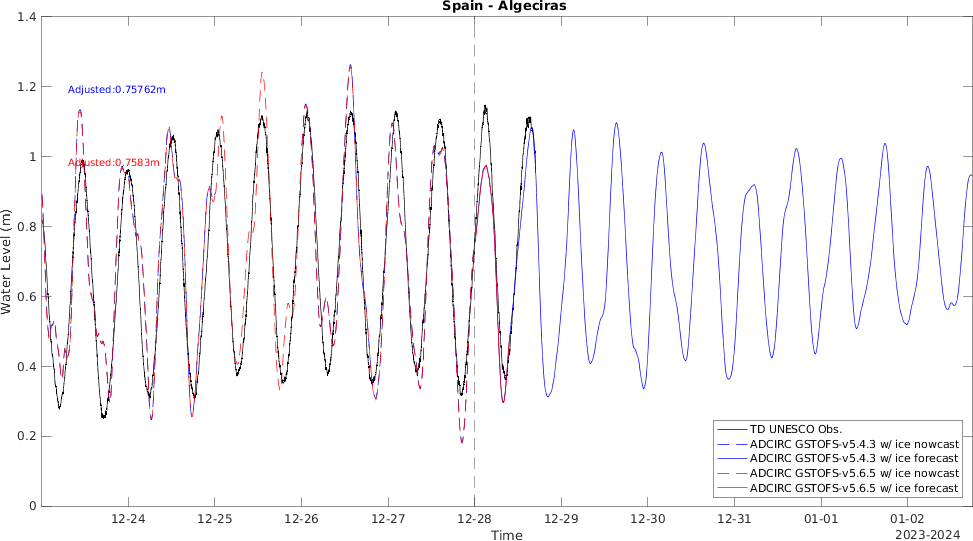 Spain - Algeciras
1.4
1.2
1
0.8
0.6
0.4
0.2
0
Water Level (m)
Adjusted:0.75762m
Adjusted:0.7583m
TD UNESCO Obs.
ADCIRC GSTOFS-v5.4.3 w/ ice nowcast
ADCIRC GSTOFS-v5.4.3 w/ ice forecast
ADCIRC GSTOFS-v5.6.5 w/ ice nowcast
ADCIRC GSTOFS-v5.6.5 w/ ice forecast
12-24 12-25 12-26 12-27 12-28 12-29 12-30 12-31 01-01 01-02
Time
2023-2024